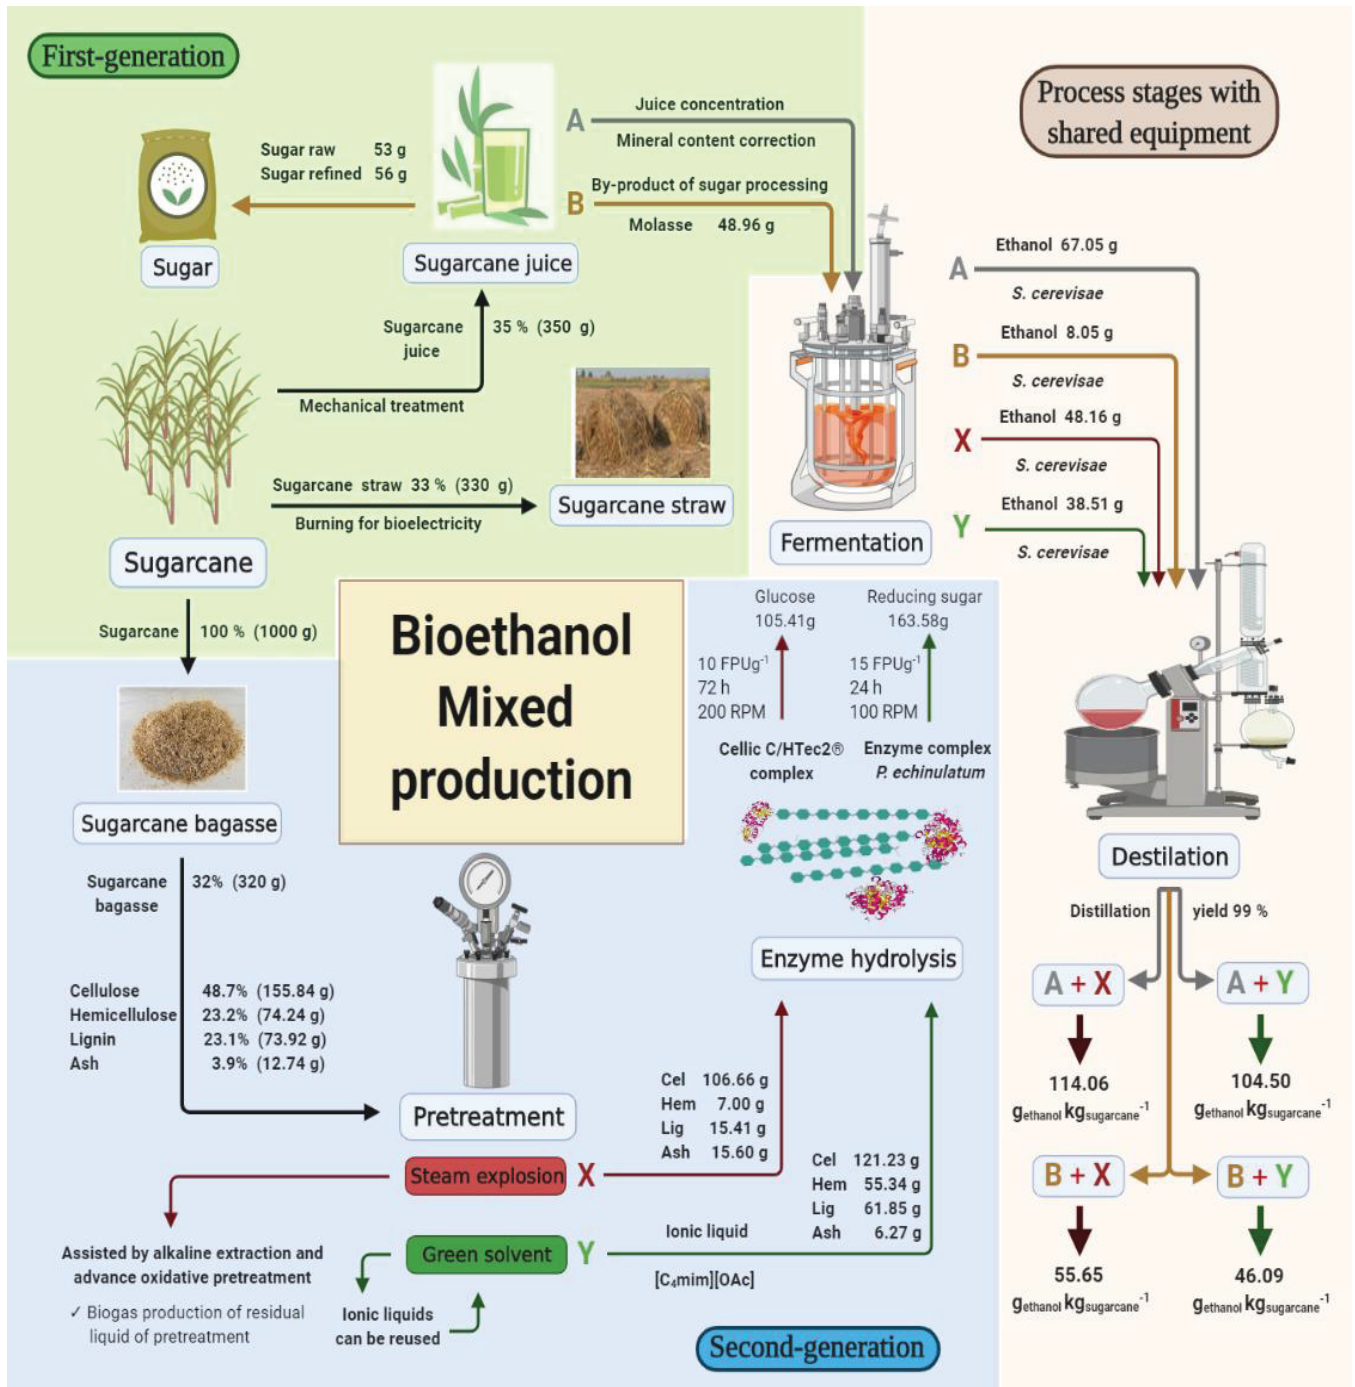 First-generation
Process stages with
shared equipment
Sugar raw 53 g
Sugar refined 56 g
Sugar
Sugarcane juice
A
Juice concentration
Mineral content correction
B
By-product of sugar processing
Molasse 48.96 g
Sugarcane
juice
35 % (350 g)
Mechanical treatment
Sugarcane straw 33 % (330 g)
Burning for bioelectricity
Sugarcane straw
Sugarcane
Sugarcane 100 % (1000 g)
Fermentation
A
Ethanol 67.05 g
S. cerevisae
B
Ethanol 8.05 g
S. cerevisae
X
Ethanol 48.16 g
S. cerevisae
Y
Ethanol 38.51 g
S. cerevisae
Bioethanol
Mixed
production
Sugarcane bagasse
Sugarcane
bagasse
32% (320 g)
Cellulose 48.7% (155.84 g)
Hemicellulose 23.2% (74.24 g)
Lignin 23.1% (73.92 g)
Ash 3.9% (12.74 g)
Pretreatment
Steam explosion X
Assisted by alkaline extraction and
advance oxidative pretreatment
✓ Biogas production of residual
liquid of pretreatment
Green solvent Y
Ionic liquids
can be reused
Ionic liquid
[C₄mim][OAc]
Cel 106.66 g
Hem 7.00 g
Lig 15.41 g
Ash 15.60 g
Cel 121.23 g
Hem 55.34 g
Lig 61.85 g
Ash 6.27 g
Glucose
105.41g
10 FPUg⁻¹
72 h
200 RPM
Cellic C/HTec2®
complex
Reducing sugar
163.58g
15 FPUg⁻¹
24 h
100 RPM
Enzyme complex
P. echinulatum
Enzyme hydrolysis
Second-generation
Destilation
Distillation yield 99 %
A + X
114.06
gethanol kgsugarcane⁻¹
A + Y
104.50
gethanol kgsugarcane⁻¹
B + X
55.65
gethanol kgsugarcane⁻¹
B + Y
46.09
gethanol kgsugarcane⁻¹